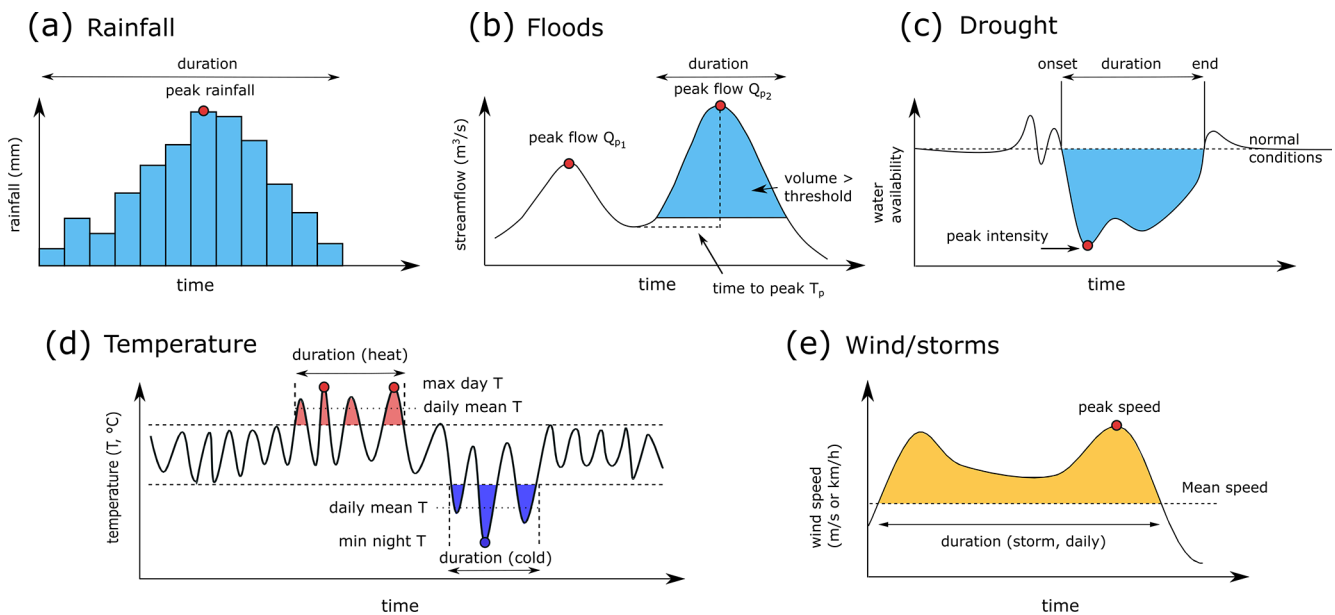 (a) Rainfall
duration
peak rainfall
rainfall (mm)
time
(b) Floods
duration
peak flow Qp2
peak flow Qp1
streamflow (m³/s)
volume >
threshold
time
time to peak Tp
(c) Drought
onset
duration
end
normal
conditions
water
availability
peak intensity
time
(d) Temperature
duration (heat)
max day T
daily mean T
temperature (T, °C)
daily mean T
min night T
duration (cold)
time
(e) Wind/storms
peak speed
wind speed
(m/s or km/h)
Mean speed
duration (storm, daily)
time